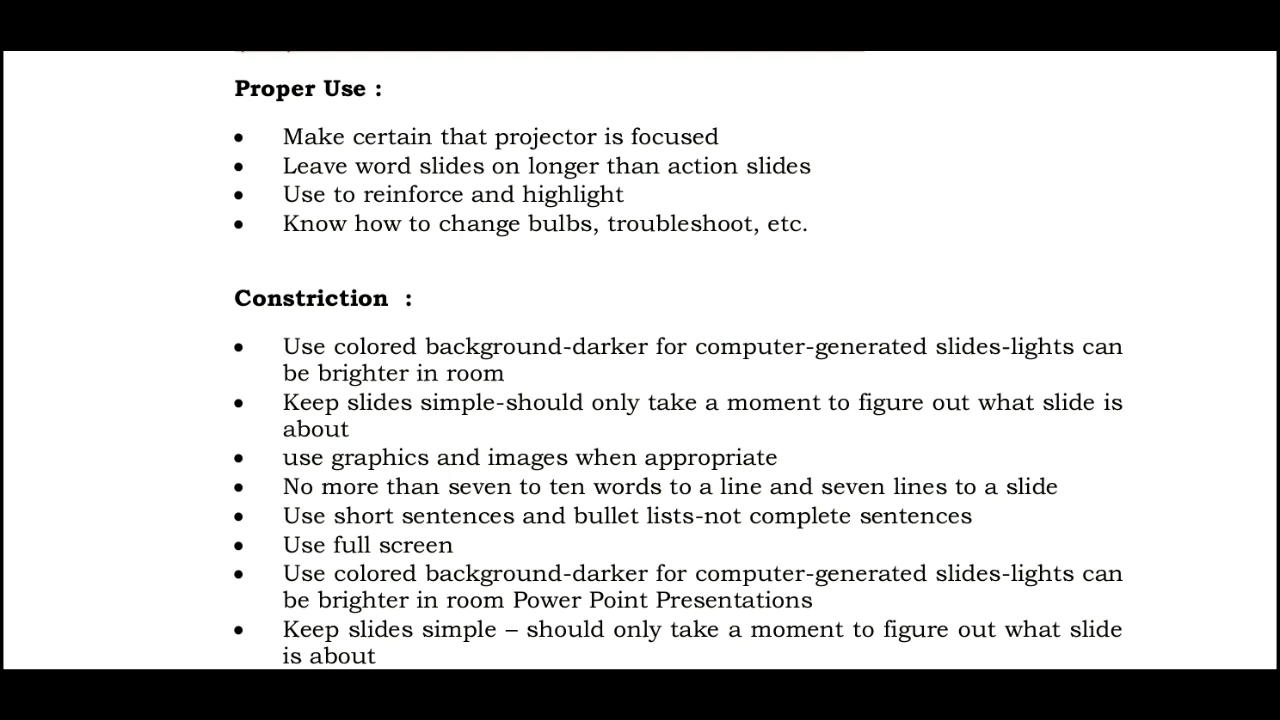 Proper Use :
• Make certain that projector is focused
• Leave word slides on longer than action slides
• Use to reinforce and highlight
• Know how to change bulbs, troubleshoot, etc.
Constriction :
• Use colored background-darker for computer-generated slides-lights can
be brighter in room
• Keep slides simple-should only take a moment to figure out what slide is
about
• use graphics and images when appropriate
• No more than seven to ten words to a line and seven lines to a slide
• Use short sentences and bullet lists-not complete sentences
• Use full screen
• Use colored background-darker for computer-generated slides-lights can
be brighter in room Power Point Presentations
• Keep slides simple – should only take a moment to figure out what slide
is about